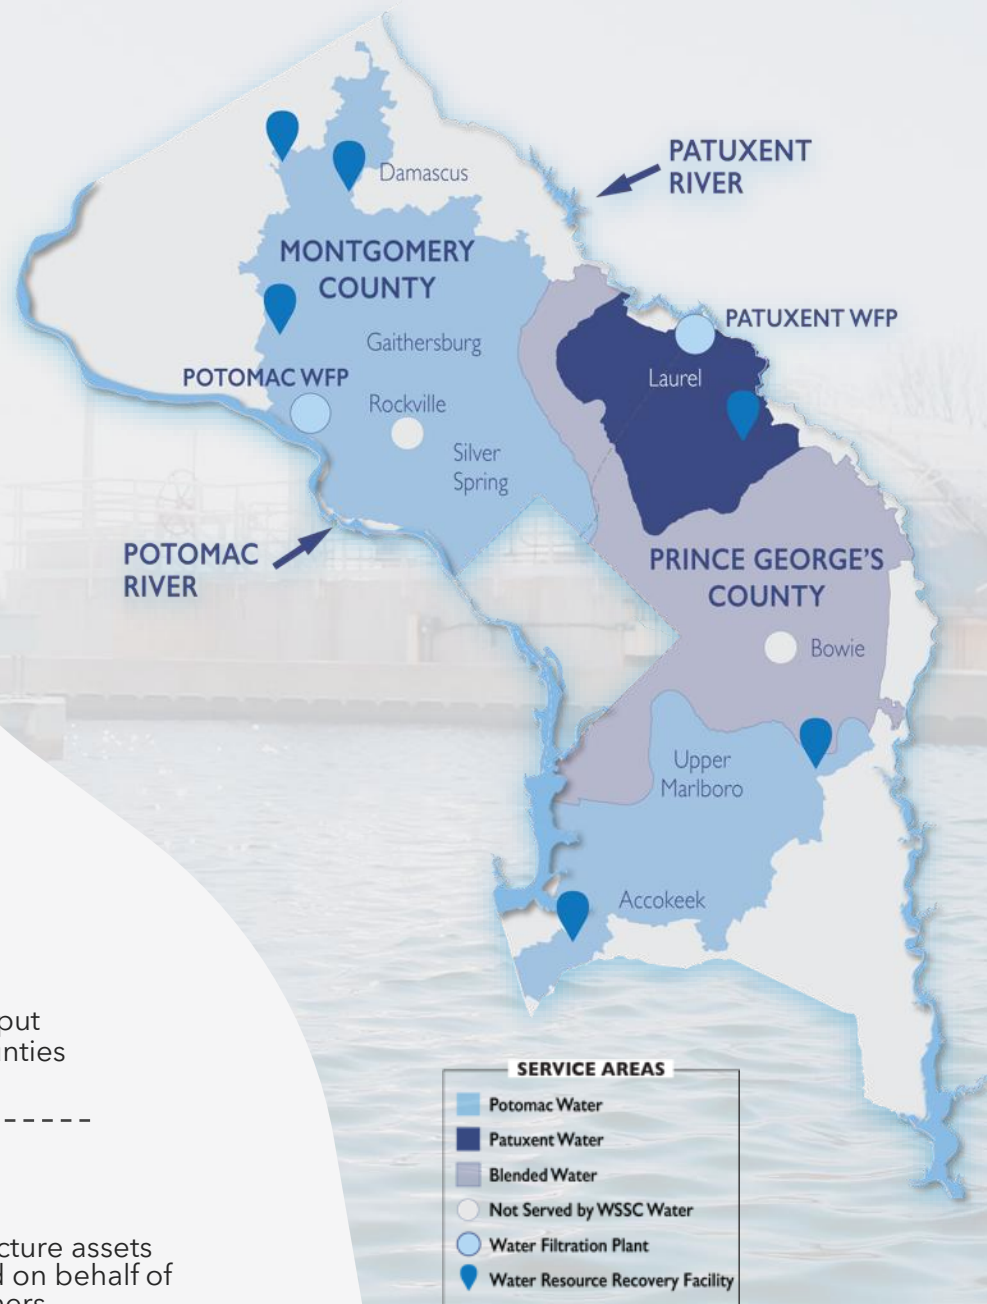 PATUXENT
RIVER
Damascus
MONTGOMERY
COUNTY
PATUXENT WFP
Gaithersburg
POTOMAC WFP
Laurel
Rockville
Silver
Spring
POTOMAC
RIVER
PRINCE GEORGE'S
COUNTY
Bowie
Upper
Marlboro
Accokeek
put
nties
cture assets
d on behalf of
ners
SERVICE AREAS
Potomac Water
Patuxent Water
Blended Water
Not Served by WSSC Water
Water Filtration Plant
Water Resource Recovery Facility